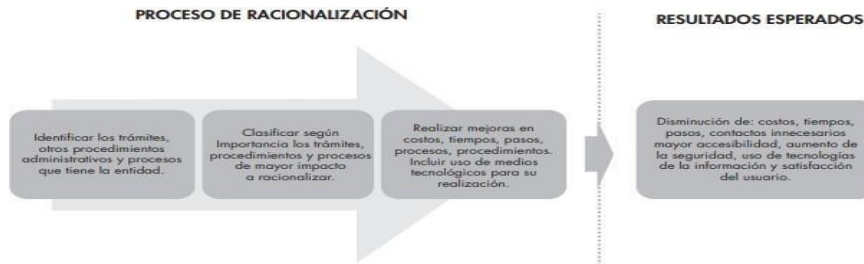 PROCESO DE RACIONALIZACIÓN
RESULTADOS ESPERADOS
Identificar los trámites,
otros procedimientos
administrativos y procesos
que tiene la entidad.
Clasificar según
Importancia los trámites,
procedimientos y procesos
de mayor impacto
a racionalizar.
Realizar mejoras en
costos, tiempos, pasos,
procesos, procedimientos.
Incluir uso de medios
tecnológicos para su
realización.
Disminución de: costos, tiempos,
pasos, contactos innecesarios
mayor accesibilidad, aumento de
la seguridad, uso de tecnologías
de la información y satisfacción
del usuario.